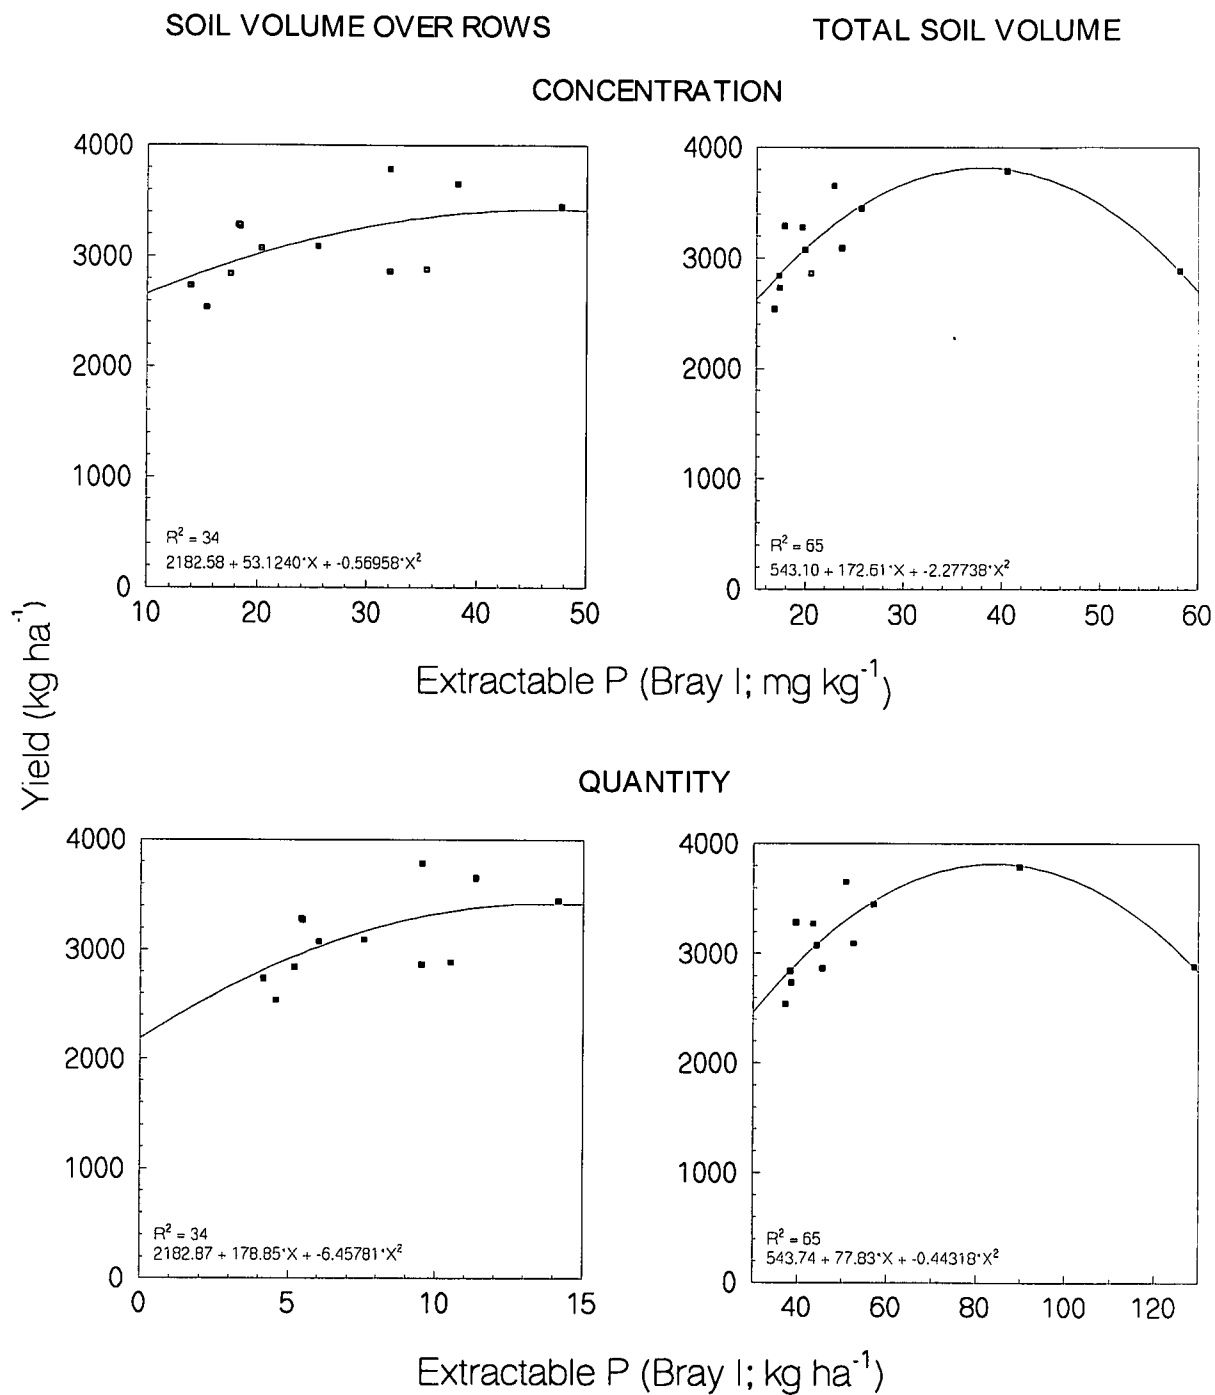 SOIL VOLUME OVER ROWS
TOTAL SOIL VOLUME
CONCENTRATION
4000
3000
2000
1000
0
10 20 30 40 50
R² = 34
2182.58 + 53.1240*X + -0.56958*X²
4000
3000
2000
1000
0
20 30 40 50 60
R² = 65
543.10 + 172.61*X + -2.27738*X²
Extractable P (Bray I; mg kg⁻¹)
Yield (kg ha⁻¹)
QUANTITY
4000
3000
2000
1000
0
0 5 10 15
R² = 34
2182.87 + 178.85*X + -6.45781*X²
4000
3000
2000
1000
0
40 60 80 100 120
R² = 65
543.74 + 77.83*X + -0.44318*X²
Extractable P (Bray I; kg ha⁻¹)